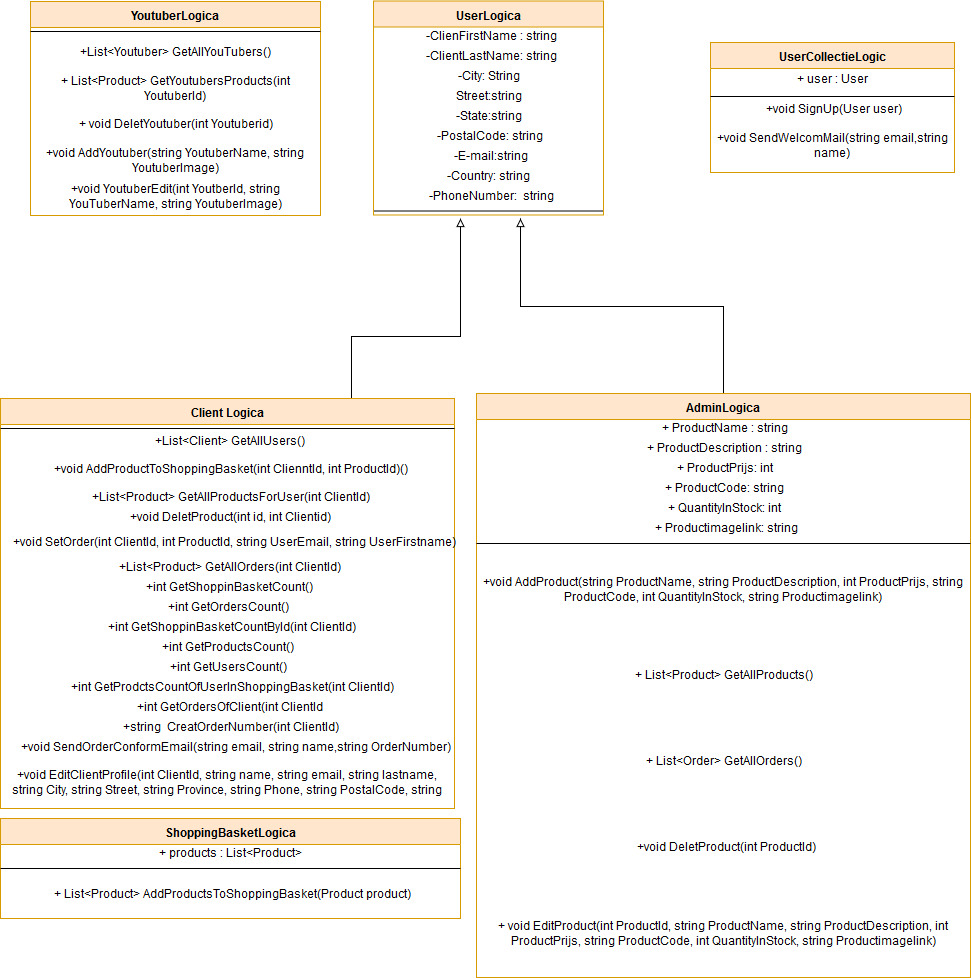 YoutuberLogica
+List<Youtuber> GetAllYouTubers()
+ List<Product> GetYoutubersProducts(int
YoutuberId)
+ void DeletYoutuber(int Youtuberid)
+void AddYoutuber(string YoutuberName, string
YoutuberImage)
+void YoutuberEdit(int YoutberId, string
YouTuberName, string YoutuberImage)
UserLogica
-ClienFirstName : string
-ClientLastName: string
-City: String
Street:string
-State:string
-PostalCode: string
-E-mail:string
-Country: string
-PhoneNumber:  string
UserCollectieLogic
+ user : User
+void SignUp(User user)
+void SendWelcomMail(string email,string
name)
Client Logica
+List<Client> GetAllUsers()
+void AddProductToShoppingBasket(int ClienntId, int ProductId)()
+List<Product> GetAllProductsForUser(int ClientId)
+void DeletProduct(int id, int Clientid)
+void SetOrder(int ClientId, int ProductId, string UserEmail, string UserFirstname)
+List<Product> GetAllOrders(int ClientId)
+int GetShoppinBasketCount()
+int GetOrdersCount()
+int GetShoppinBasketCountById(int ClientId)
+int GetProductsCount()
+int GetUsersCount()
+int GetProdctsCountOfUserInShoppingBasket(int ClientId)
+int GetOrdersOfClient(int ClientId
+string  CreatOrderNumber(int ClientId)
+void SendOrderConformEmail(string email, string name,string OrderNumber)
+void EditClientProfile(int ClientId, string name, string email, string lastname,
string City, string Street, string Province, string Phone, string PostalCode, string
ShoppingBasketLogica
+ products : List<Product>
+ List<Product> AddProductsToShoppingBasket(Product product)
AdminLogica
+ ProductName : string
+ ProductDescription : string
+ ProductPrijs: int
+ ProductCode: string
+ QuantityInStock: int
+ Productimagelink: string
+void AddProduct(string ProductName, string ProductDescription, int ProductPrijs, string
ProductCode, int QuantityInStock, string Productimagelink)
+ List<Product> GetAllProducts()
+ List<Order> GetAllOrders()
+void DeletProduct(int ProductId)
+ void EditProduct(int ProductId, string ProductName, string ProductDescription, int
ProductPrijs, string ProductCode, int QuantityInStock, string Productimagelink)